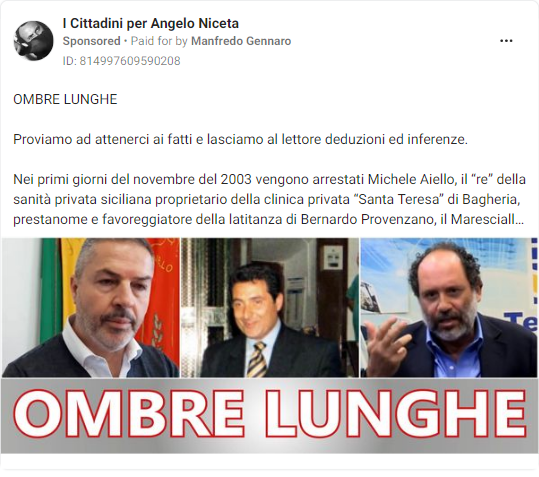 I Cittadini per Angelo Niceta
Sponsored • Paid for by Manfredo Gennaro
ID: 814997609590208
OMBRE LUNGHE
Proviamo ad attenerci ai fatti e lasciamo al lettore deduzioni ed inferenze.
Nei primi giorni del novembre del 2003 vengono arrestati Michele Aiello, il “re” della
sanità privata siciliana proprietario della clinica privata “Santa Teresa” di Bagheria,
prestanome e favoreggiatore della latitanza di Bernardo Provenzano, il Maresciall...
Te
OMBRE LUNGHE